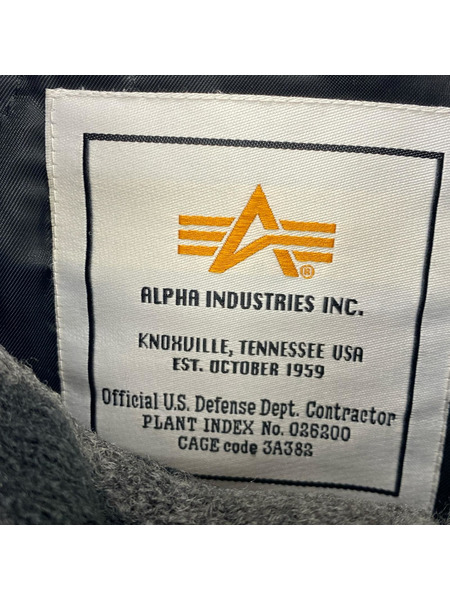 ®
ALPHA INDUSTRIES INC.
KNOXVILLE, TENNESSEE USA
EST. OCTOBER 1959
Official U.S. Defense Dept. Contractor
PLANT INDEX No. 026200
CAGE code 3A382